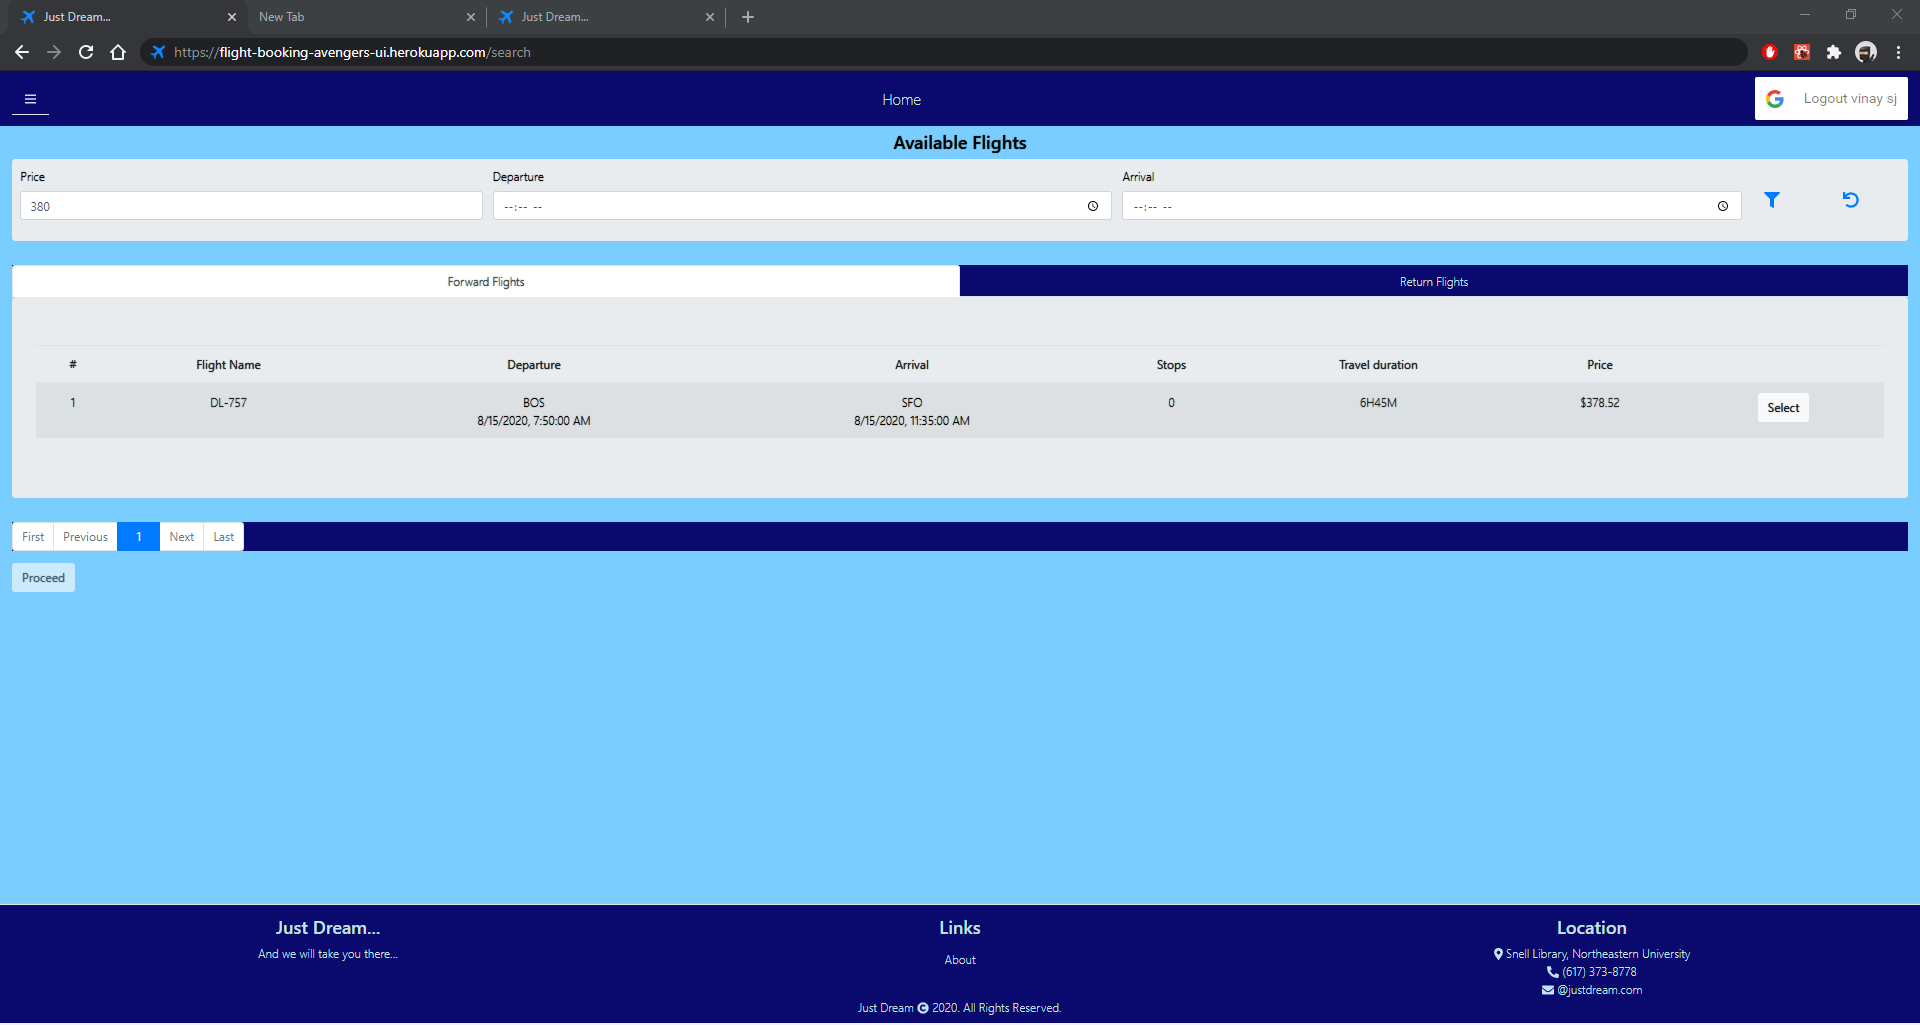 Just Dream...
New Tab
Just Dream...
https://flight-booking-avengers-ui.herokuapp.com/search
Home
Logout vinay sj
Available Flights
Price Departure Arrival
380 --:-- -- --:-- --
Forward Flights Return Flights
# Flight Name Departure Arrival Stops Travel duration Price
1 DL-757 BOS SFO 0 6H45M $378.52 Select
8/15/2020, 7:50:00 AM 8/15/2020, 11:35:00 AM
First Previous 1 Next Last
Proceed
Just Dream...
And we will take you there...
Links
About
Location
Snell Library, Northeastern University
(617) 373-8778
@justdream.com
Just Dream © 2020. All Rights Reserved.